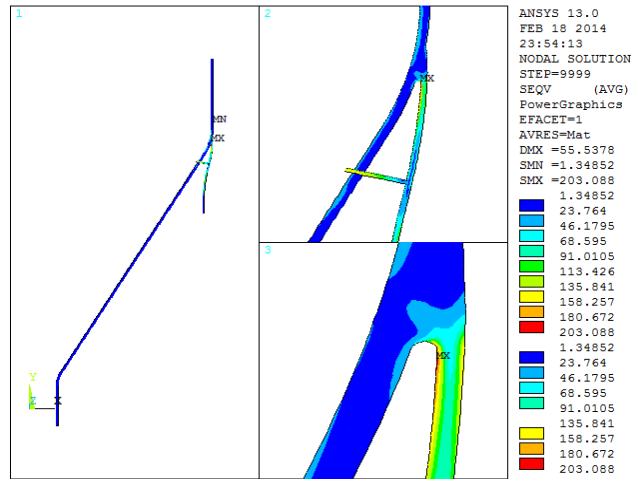 1
MN
MX
Y
Z
X
2
MX
3
MX
ANSYS 13.0
FEB 18 2014
23:54:13
NODAL SOLUTION
STEP=9999
SEQV (AVG)
PowerGraphics
EFACET=1
AVRES=Mat
DMX =55.5378
SMN =1.34852
SMX =203.088
1.34852
23.764
46.1795
68.595
91.0105
113.426
135.841
158.257
180.672
203.088
1.34852
23.764
46.1795
68.595
91.0105
135.841
158.257
180.672
203.088